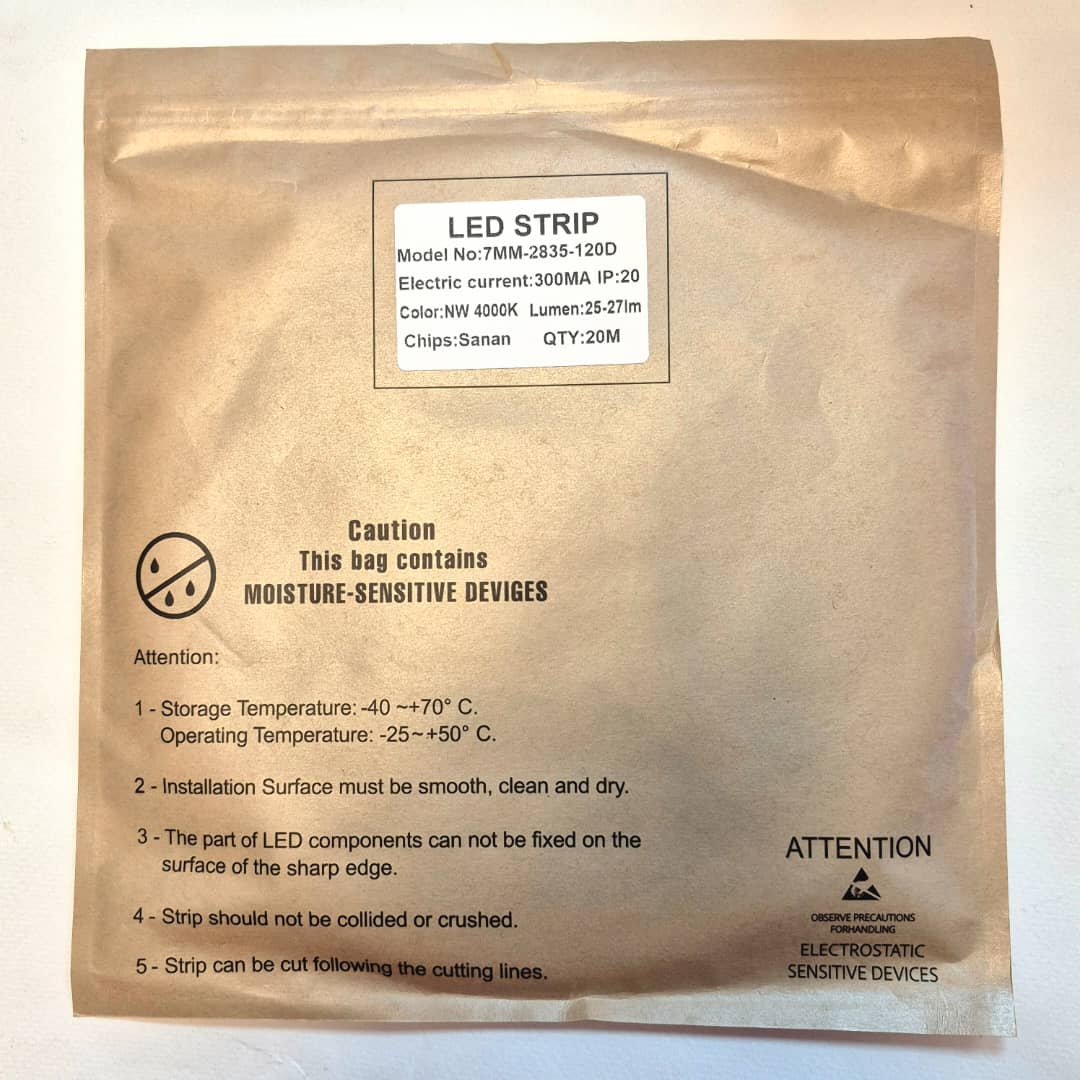 LED STRIP
Model No:7MM-2835-120D
Electric current:300MA IP:20
Color:NW 4000K Lumen:25-27lm
Chips:Sanan QTY:20M
Caution
This bag contains
MOISTURE-SENSITIVE DEVIGES
Attention:
1 - Storage Temperature: -40 ~+70° C.
Operating Temperature: -25~+50° C.
2 - Installation Surface must be smooth, clean and dry.
3 - The part of LED components can not be fixed on the
surface of the sharp edge.
4 - Strip should not be collided or crushed.
5 - Strip can be cut following the cutting lines.
ATTENTION
OBSERVE PRECAUTIONS
FORHANDLING
ELECTROSTATIC
SENSITIVE DEVICES